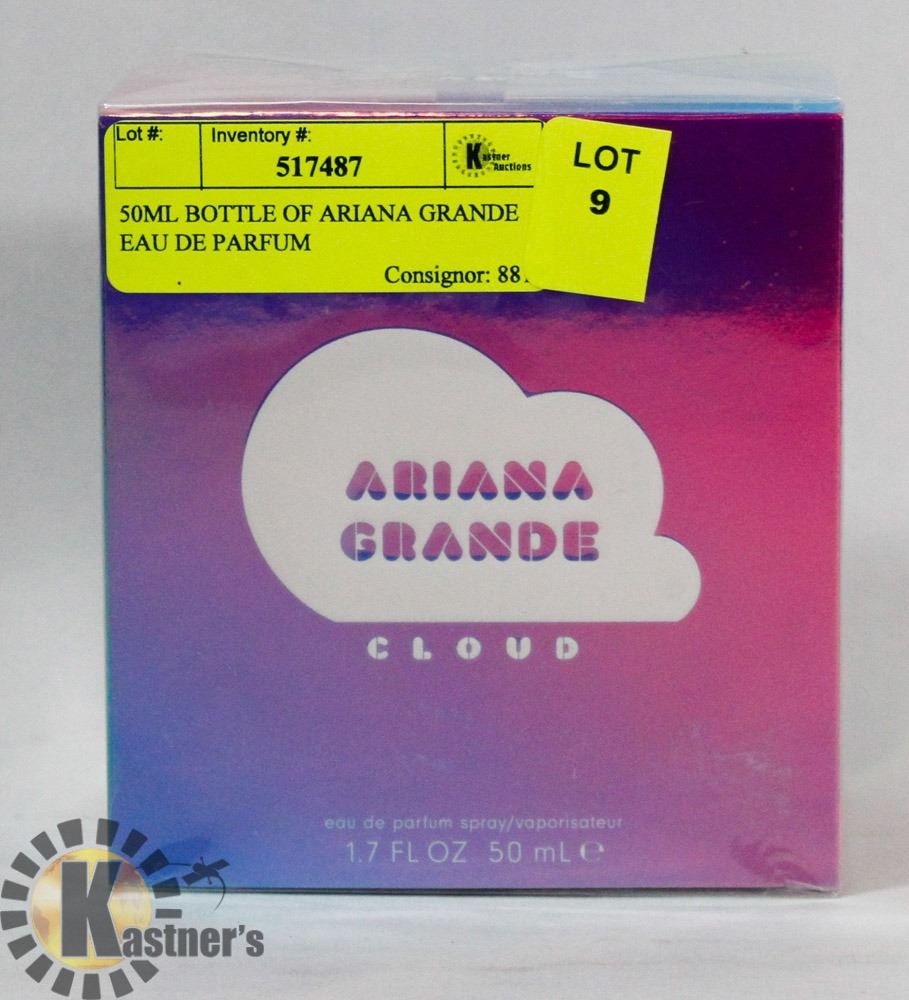 Lot #:
Inventory #:
517487
Kastner
Auctions
LOT
9
50ML BOTTLE OF ARIANA GRANDE
EAU DE PARFUM
Consignor:
ARIANA
GRANDE
CLOUD
eau de parfum spray/vaporisateur
1.7 FL OZ 50 mL ℮
Kastner's